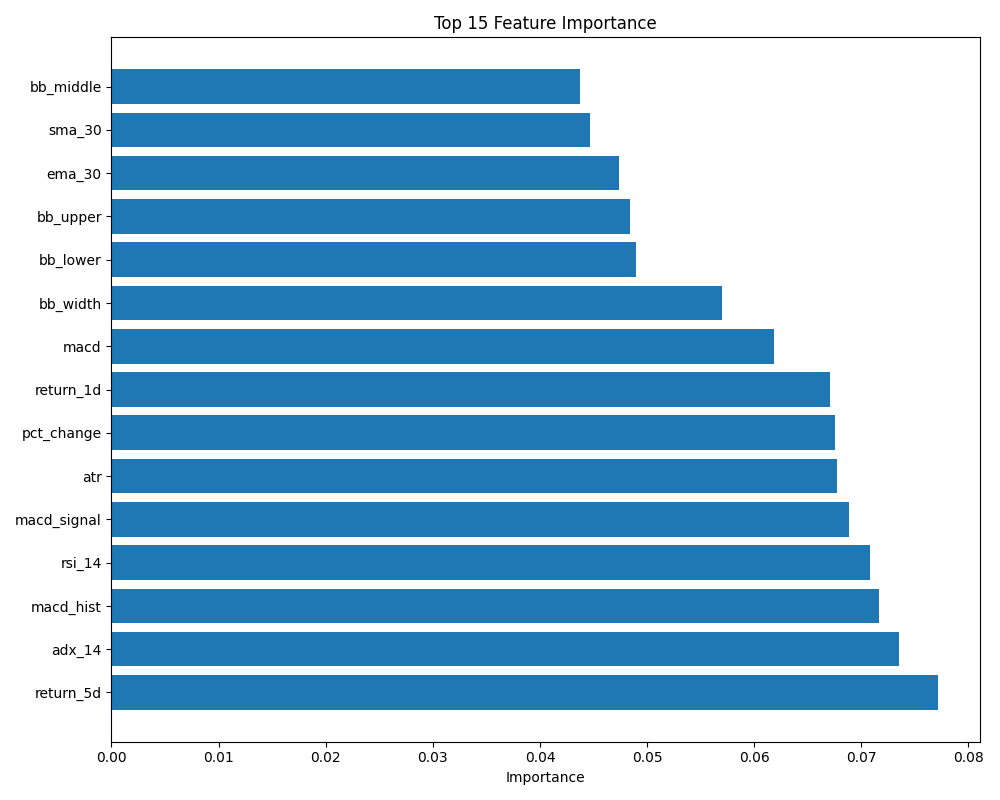 Top 15 Feature Importance
bb_middle
sma_30
ema_30
bb_upper
bb_lower
bb_width
macd
return_1d
pct_change
atr
macd_signal
rsi_14
macd_hist
adx_14
return_5d
0.00 0.01 0.02 0.03 0.04 0.05 0.06 0.07 0.08
Importance